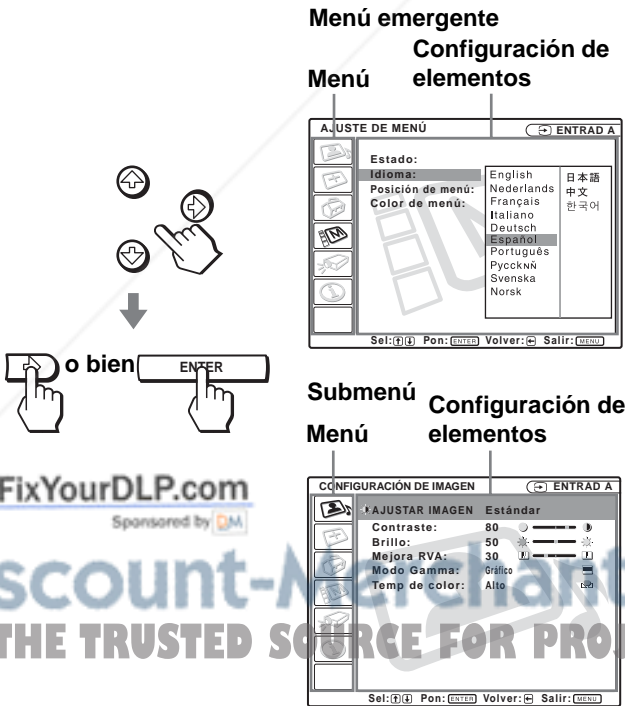 Menú emergente
Menú
Configuración de
elementos
AJUSTE DE MENÚ
ENTRAD A
Estado:
Idioma:
Posición de menú:
Color de menú:
English
Nederlands
Français
Italiano
Deutsch
Español
Português
Русский
Svenska
Norsk
日本語
中文
한국어
Sel: Pon: ENTER Volver: Salir: MENU
o bien
ENTER
Submenú
Menú
Configuración de
elementos
CONFIGURACIÓN DE IMAGEN
ENTRAD A
AJUSTAR IMAGEN Estándar
Contraste: 80
Brillo: 50
Mejora RVA: 30
Modo Gamma: Gráfico
Temp de color: Alto
Sel: Pon: ENTER Volver: Salir: MENU
FixYourDLP.com
Sponsored by DM
THE TRUSTED SOURCE FOR